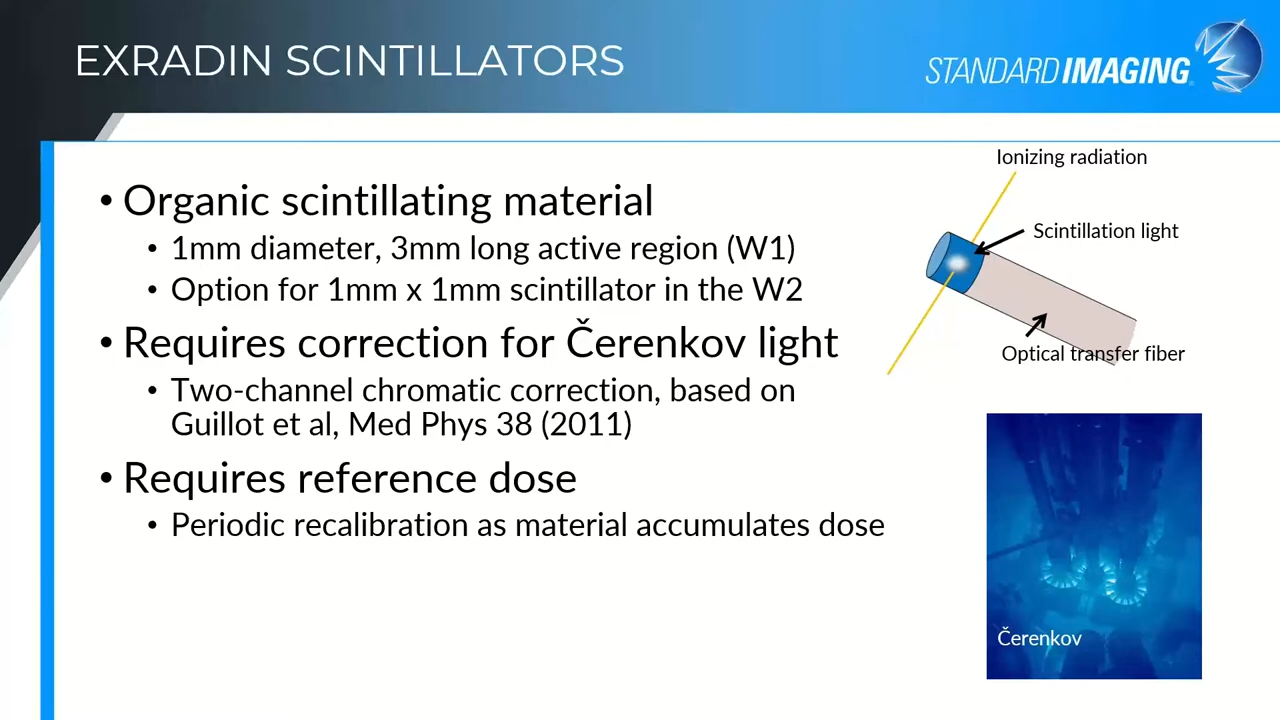 EXRADIN SCINTILLATORS
STANDARD IMAGING
• Organic scintillating material
• 1mm diameter, 3mm long active region (W1)
• Option for 1mm x 1mm scintillator in the W2
• Requires correction for Čerenkov light
• Two-channel chromatic correction, based on
Guillot et al, Med Phys 38 (2011)
• Requires reference dose
• Periodic recalibration as material accumulates dose
Ionizing radiation
Scintillation light
Optical transfer fiber
Čerenkov